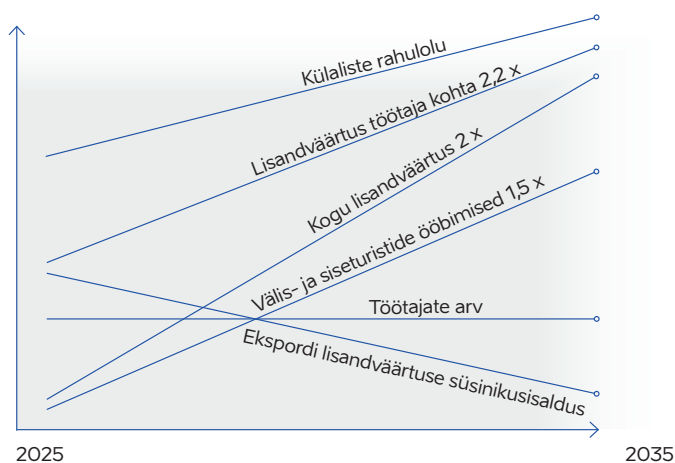 Külaliste rahulolu
Lisandväärtus töötaja kohta 2,2 x
Kogu lisandväärtus 2 x
Välis- ja siseturistide ööbimised 1,5 x
Töötajate arv
Ekspordi lisandväärtuse süsinikusisaldus
2025
2035